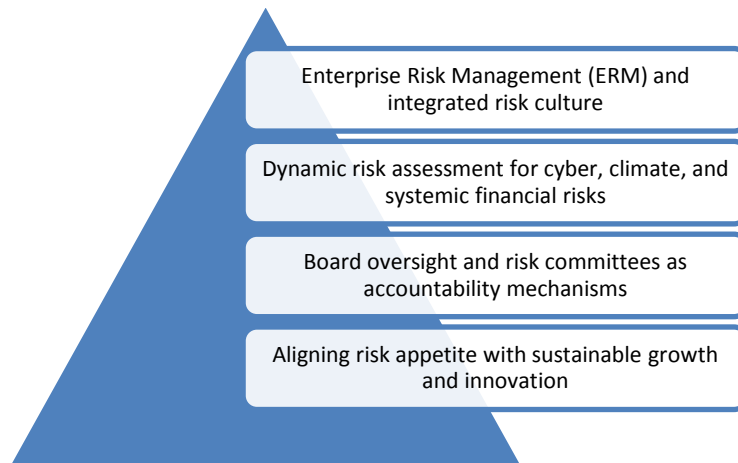 Enterprise Risk Management (ERM) and
integrated risk culture
Dynamic risk assessment for cyber, climate, and
systemic financial risks
Board oversight and risk committees as
accountability mechanisms
Aligning risk appetite with sustainable growth
and innovation